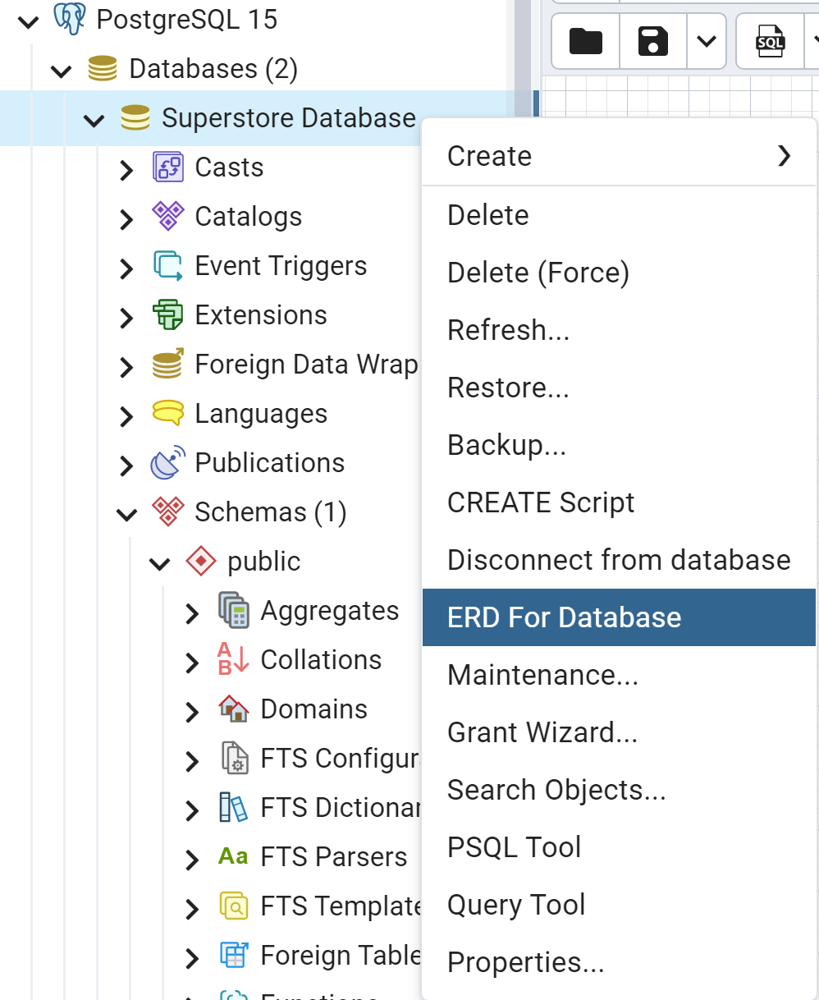 PostgreSQL 15
Databases (2)
Superstore Database
Casts
Catalogs
Event Triggers
Extensions
Foreign Data Wrap
Languages
Publications
Schemas (1)
public
Aggregates
Collations
Domains
FTS Configur
FTS Dictionar
Aa FTS Parsers
FTS Template
Foreign Table
Functions
SQL
Create
Delete
Delete (Force)
Refresh...
Restore...
Backup...
CREATE Script
Disconnect from database
ERD For Database
Maintenance...
Grant Wizard...
Search Objects...
PSQL Tool
Query Tool
Properties...